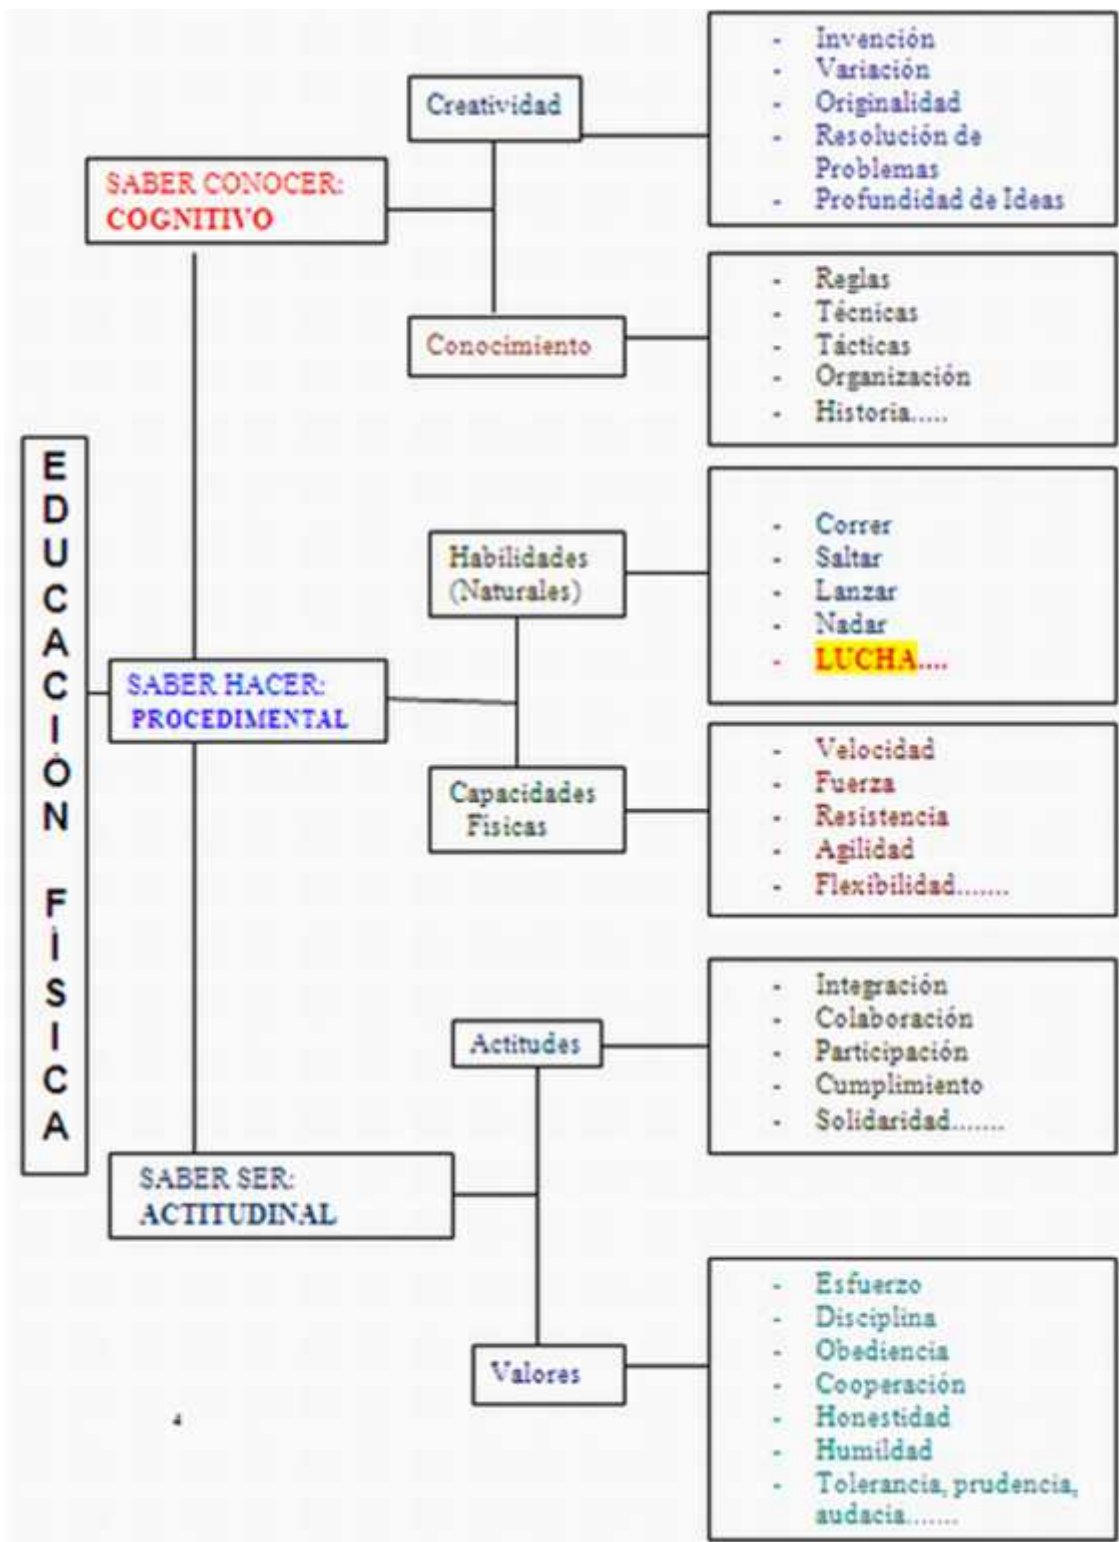 EDUCACIÓN FÍSICA
SABER CONOCER:
COGNITIVO
Creatividad
- Invención
- Variación
- Originalidad
- Resolución de
Problemas
- Profundidad de Ideas
Conocimiento
- Reglas
- Técnicas
- Tácticas
- Organización
- Historia.....
SABER HACER:
PROCEDIMENTAL
Habilidades
(Naturales)
- Correr
- Saltar
- Lanzar
- Nadar
- LUCHA....
Capacidades
Físicas
- Velocidad
- Fuerza
- Resistencia
- Agilidad
- Flexibilidad.......
SABER SER:
ACTITUDINAL
Actitudes
- Integración
- Colaboración
- Participación
- Cumplimiento
- Solidaridad.......
Valores
- Esfuerzo
- Disciplina
- Obediencia
- Cooperación
- Honestidad
- Humildad
- Tolerancia, prudencia,
audacia.......
4